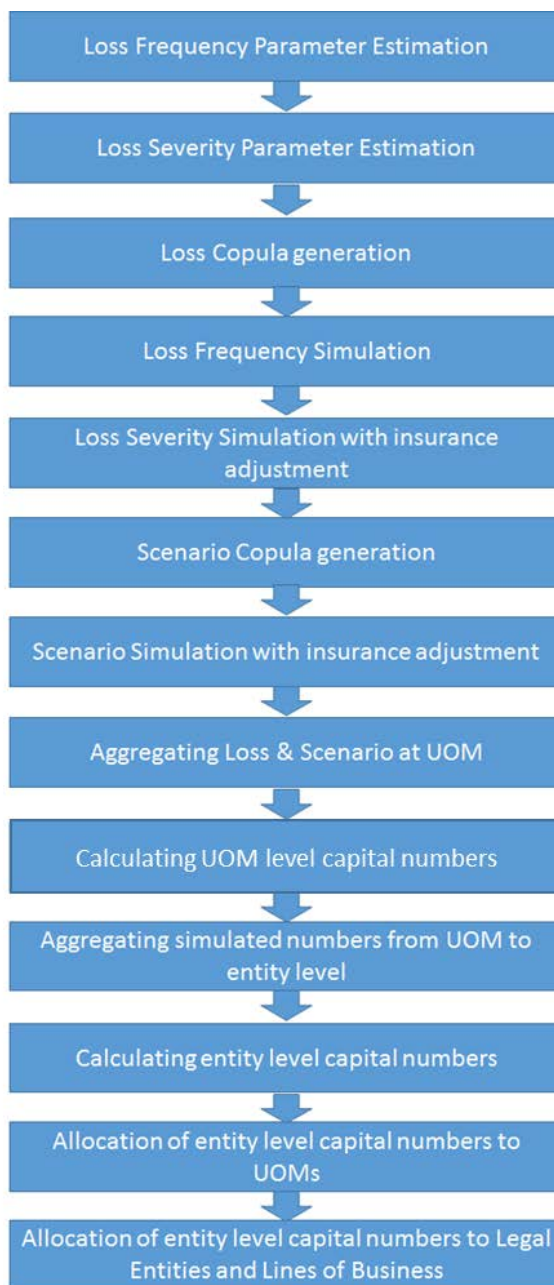 Loss Frequency Parameter Estimation
Loss Severity Parameter Estimation
Loss Copula generation
Loss Frequency Simulation
Loss Severity Simulation with insurance
adjustment
Scenario Copula generation
Scenario Simulation with insurance adjustment
Aggregating Loss & Scenario at UOM
Calculating UOM level capital numbers
Aggregating simulated numbers from UOM to
entity level
Calculating entity level capital numbers
Allocation of entity level capital numbers to
UOMs
Allocation of entity level capital numbers to Legal
Entities and Lines of Business